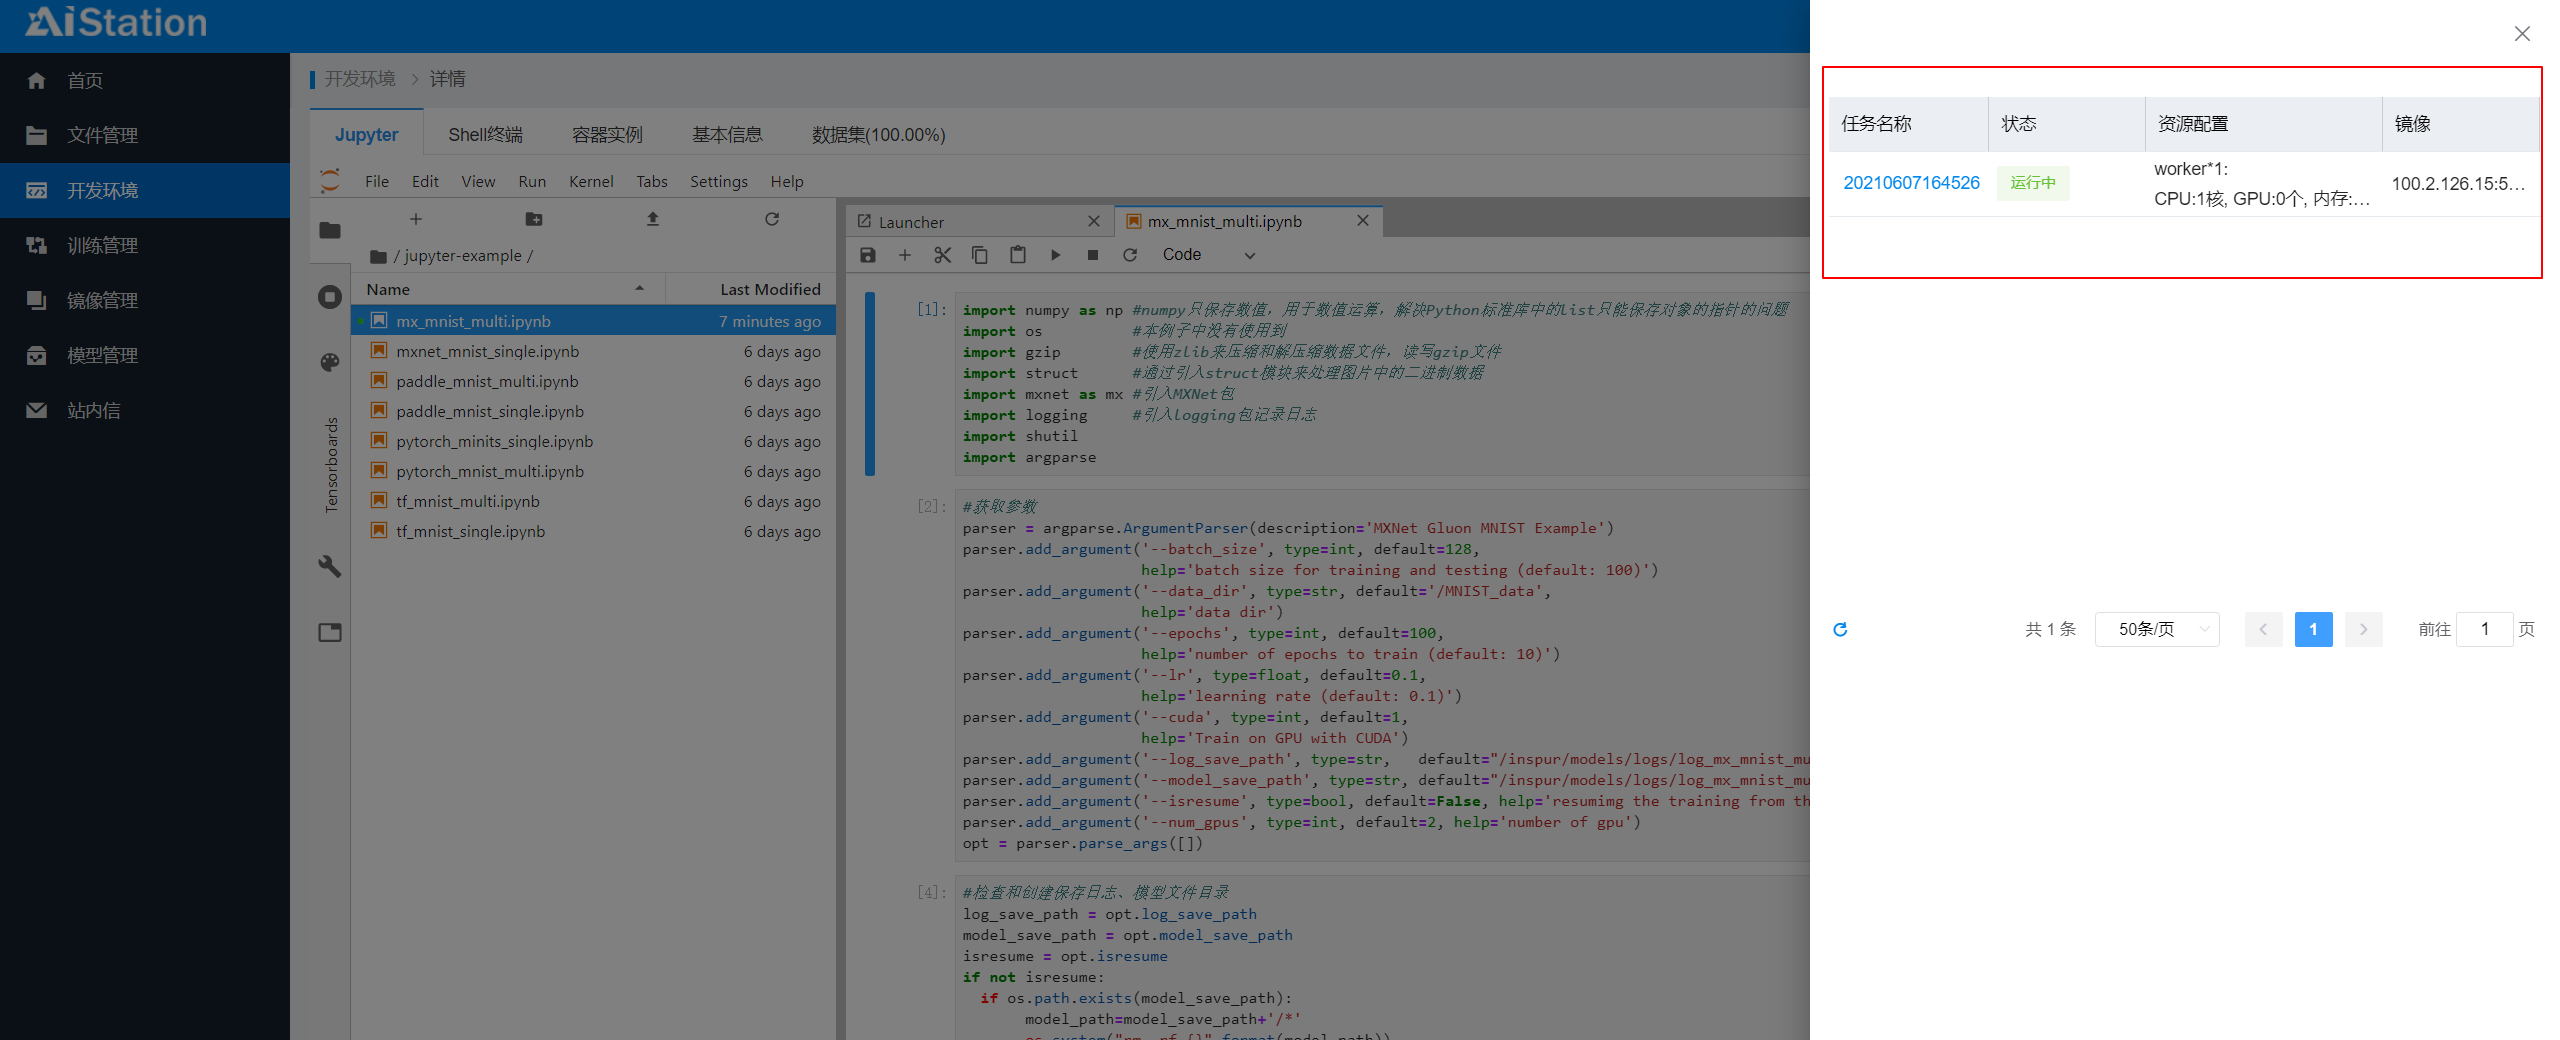 AiStation
首页
文件管理
开发环境
训练管理
镜像管理
模型管理
站内信
开发环境 > 详情
Jupyter Shell终端 容器实例 基本信息 数据集(100.00%)
File Edit View Run Kernel Tabs Settings Help
/ jupyter-example /
Name Last Modified
mx_mnist_multi.ipynb 7 minutes ago
mxnet_mnist_single.ipynb 6 days ago
paddle_mnist_multi.ipynb 6 days ago
paddle_mnist_single.ipynb 6 days ago
pytorch_minits_single.ipynb 6 days ago
pytorch_mnist_multi.ipynb 6 days ago
tf_mnist_multi.ipynb 6 days ago
tf_mnist_single.ipynb 6 days ago
Tensorboards
Launcher mx_mnist_multi.ipynb
Code
[1]: import numpy as np #numpy只保存数值，用于数值运算，解决Python标准库中的list只能保存对象的指针的问题
import os #本例子中没有使用到
import gzip #使用zlib来压缩和解压缩数据文件，读写gzip文件
import struct #通过引入struct模块来处理图片中的二进制数据
import mxnet as mx #引入MXNet包
import logging #引入logging包记录日志
import shutil
import argparse
[2]: #获取参数
parser = argparse.ArgumentParser(description='MXNet Gluon MNIST Example')
parser.add_argument('--batch_size', type=int, default=128,
help='batch size for training and testing (default: 100)')
parser.add_argument('--data_dir', type=str, default='/MNIST_data',
help='data dir')
parser.add_argument('--epochs', type=int, default=100,
help='number of epochs to train (default: 10)')
parser.add_argument('--lr', type=float, default=0.1,
help='learning rate (default: 0.1)')
parser.add_argument('--cuda', type=int, default=1,
help='Train on GPU with CUDA')
parser.add_argument('--log_save_path', type=str, default="/inspur/models/logs/log_mx_mnist_mu
parser.add_argument('--model_save_path', type=str, default="/inspur/models/logs/log_mx_mnist_mu
parser.add_argument('--isresume', type=bool, default=False, help='resumimg the training from th
parser.add_argument('--num_gpus', type=int, default=2, help='number of gpu')
opt = parser.parse_args([])
[4]: #检查和创建保存日志、模型文件目录
log_save_path = opt.log_save_path
model_save_path = opt.model_save_path
isresume = opt.isresume
if not isresume:
if os.path.exists(model_save_path):
model_path=model_save_path+'/*'
os.system("rm -rf {}".format(model_path))
任务名称 状态 资源配置 镜像
20210607164526 运行中 worker*1: 100.2.126.15:5...
CPU:1核, GPU:0个, 内存:...
共 1 条 50条/页 1 前往 1 页